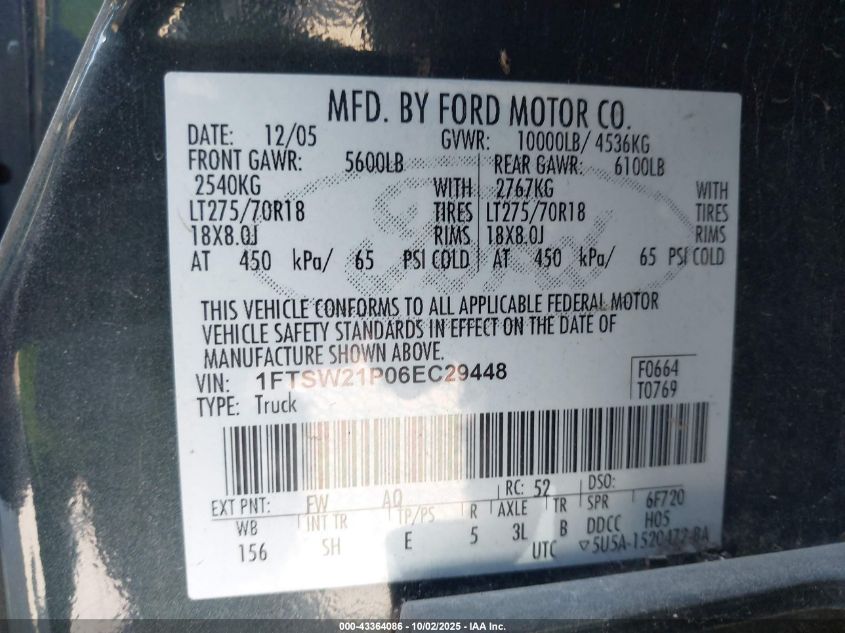 MFD. BY FORD MOTOR CO.
DATE: 12/05 GVWR: 10000LB/ 4536KG
FRONT GAWR: 5600LB REAR GAWR: 6100LB
2540KG WITH 2767KG WITH
LT275/70R18 TIRES LT275/70R18 TIRES
18X8.0J RIMS 18X8.0J RIMS
AT 450 kPa/ 65 PSI COLD AT 450 kPa/ 65 PSI COLD
THIS VEHICLE CONFORMS TO ALL APPLICABLE FEDERAL MOTOR
VEHICLE SAFETY STANDARDS IN EFFECT ON THE DATE OF
MANUFACTURE SHOWN ABOVE.
VIN: 1FTSW21P06EC29448 F0664
TYPE: Truck T0769
EXT PNT: FW AQ RC: 52 DSO:
WB INT TR TP/PS R AXLE TR SPR 6F720
156 SH E 5 3L B DDCC H05
UTC ▽5U5A-1520472-BA
000-43364086 - 10/02/2025 - IAA Inc.